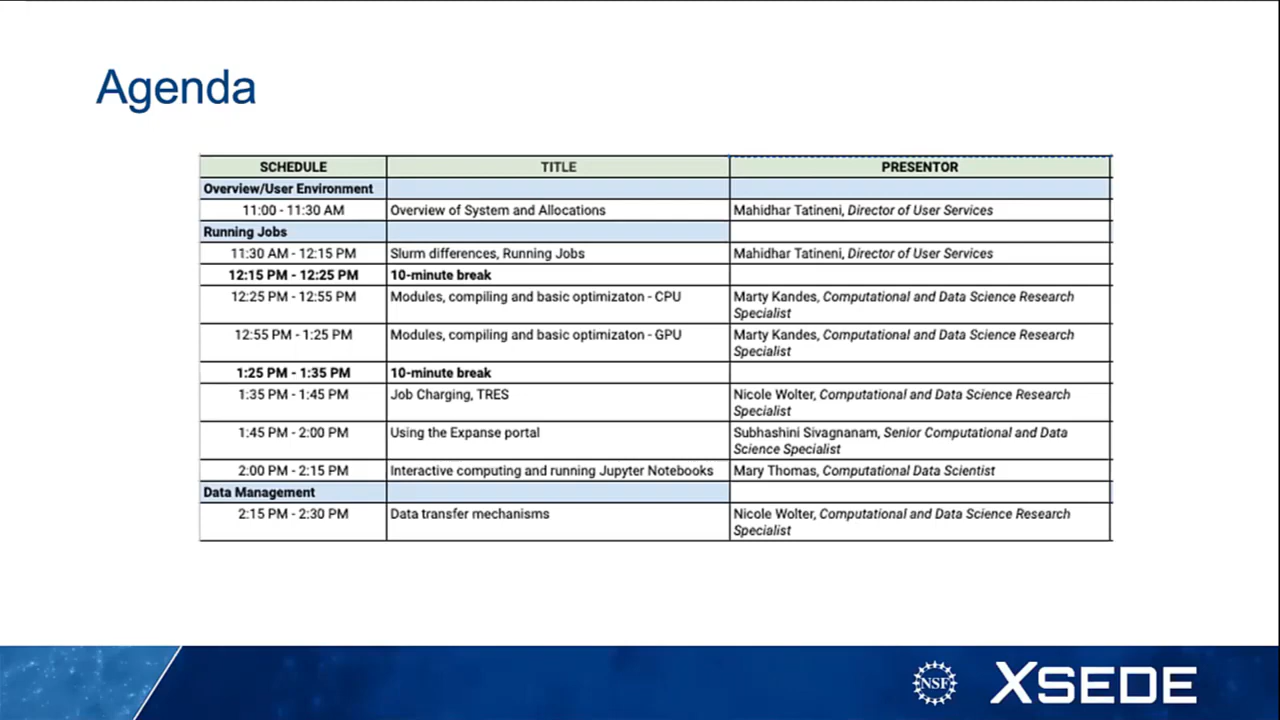 Agenda
SCHEDULE TITLE PRESENTOR
Overview/User Environment
11:00 - 11:30 AM Overview of System and Allocations Mahidhar Tatineni, Director of User Services
Running Jobs
11:30 AM - 12:15 PM Slurm differences, Running Jobs Mahidhar Tatineni, Director of User Services
12:15 PM - 12:25 PM 10-minute break
12:25 PM - 12:55 PM Modules, compiling and basic optimizaton - CPU Marty Kandes, Computational and Data Science Research
Specialist
12:55 PM - 1:25 PM Modules, compiling and basic optimizaton - GPU Marty Kandes, Computational and Data Science Research
Specialist
1:25 PM - 1:35 PM 10-minute break
1:35 PM - 1:45 PM Job Charging, TRES Nicole Wolter, Computational and Data Science Research
Specialist
1:45 PM - 2:00 PM Using the Expanse portal Subhashini Sivagnanam, Senior Computational and Data
Science Specialist
2:00 PM - 2:15 PM Interactive computing and running Jupyter Notebooks Mary Thomas, Computational Data Scientist
Data Management
2:15 PM - 2:30 PM Data transfer mechanisms Nicole Wolter, Computational and Data Science Research
Specialist
NSF XSEDE